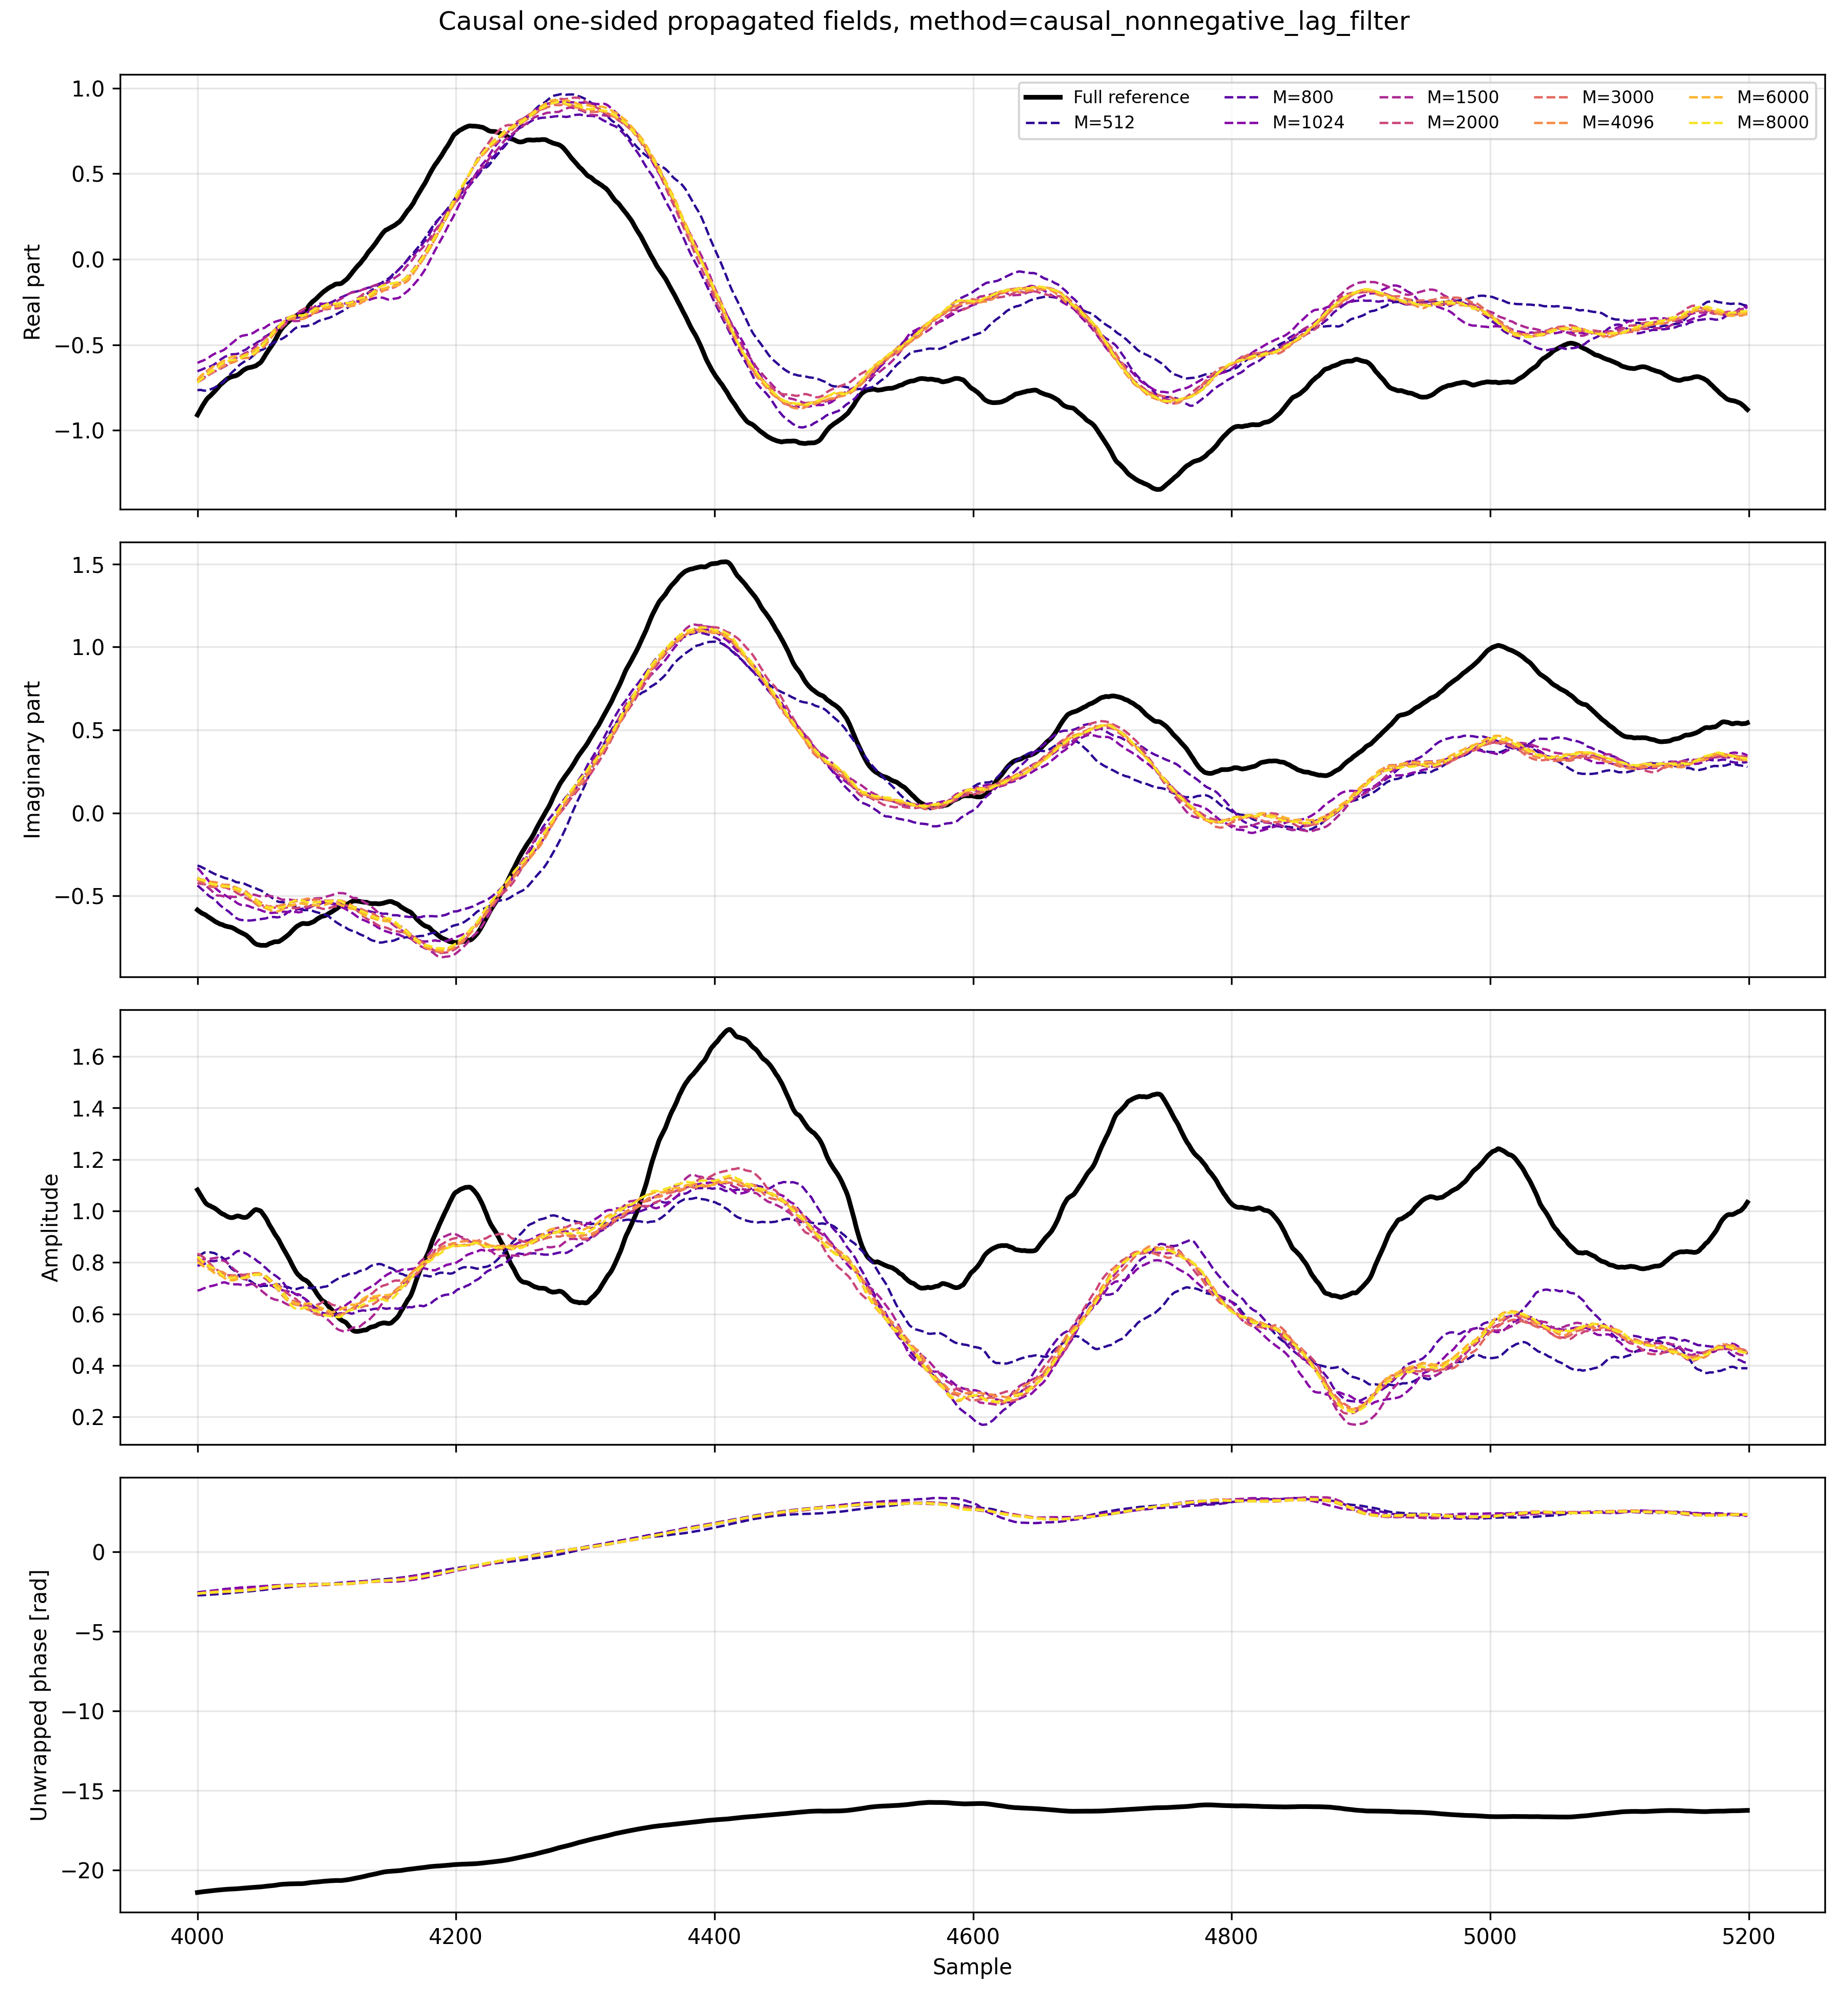 Causal one-sided propagated fields, method=causal_nonnegative_lag_filter
Full reference
M=512
M=800
M=1024
M=1500
M=2000
M=3000
M=4096
M=6000
M=8000
Real part
1.0
0.5
0.0
−0.5
−1.0
Imaginary part
1.5
1.0
0.5
0.0
−0.5
Amplitude
1.6
1.4
1.2
1.0
0.8
0.6
0.4
0.2
Unwrapped phase [rad]
0
−5
−10
−15
−20
4000 4200 4400 4600 4800 5000 5200
Sample